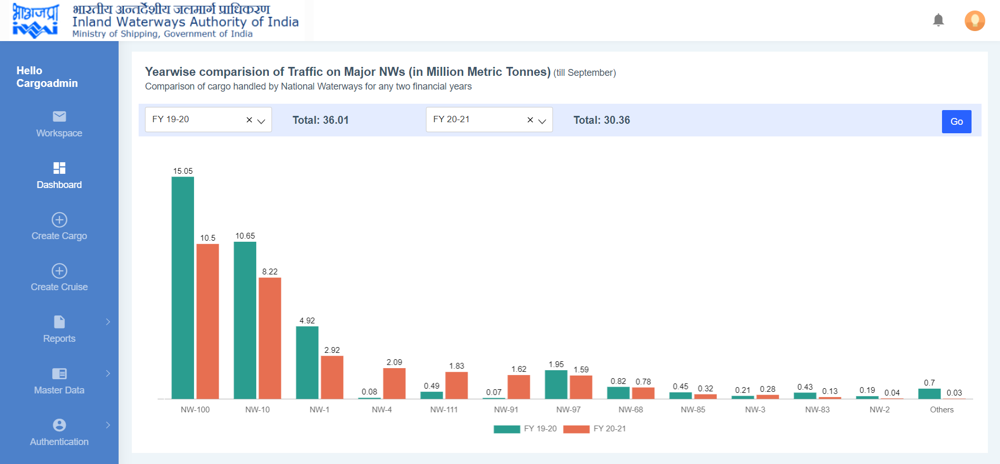 भाअजप्रा
भारतीय अन्तर्देशीय जलमार्ग प्राधिकरण
Inland Waterways Authority of India
Ministry of Shipping, Government of India
Hello
Cargoadmin
Workspace
Dashboard
Create Cargo
Create Cruise
Reports
Master Data
Authentication
Yearwise comparision of Traffic on Major NWs (in Million Metric Tonnes) (till September)
Comparison of cargo handled by National Waterways for any two financial years
FY 19-20 Total: 36.01 FY 20-21 Total: 30.36 Go
15.05 10.5 10.65 8.22 4.92 2.92 0.08 2.09 0.49 1.83 0.07 1.62 1.95 1.59 0.82 0.78 0.45 0.32 0.21 0.28 0.43 0.13 0.19 0.04 0.7 0.03
NW-100 NW-10 NW-1 NW-4 NW-111 NW-91 NW-97 NW-68 NW-85 NW-3 NW-83 NW-2 Others
FY 19-20 FY 20-21